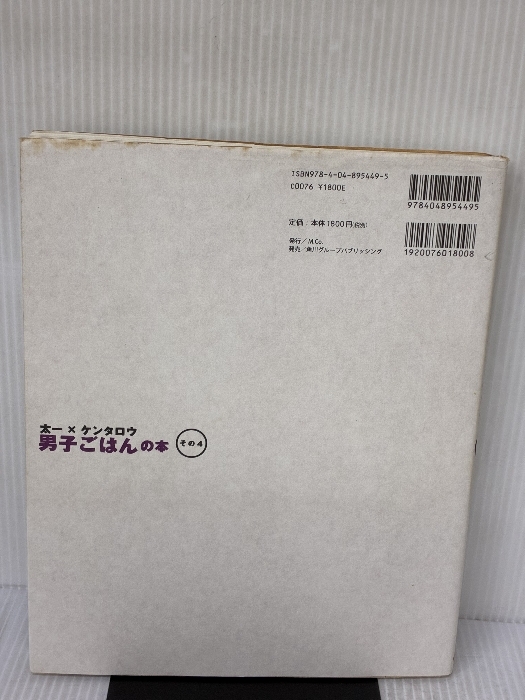 ISBN978-4-04-895449-5
C0076 ¥1800E
9784048954495
定価：本体1800円(税別)
発行／M.Co.
発売／角川グループパブリッシング
1920076018008
太一×ケンタロウ
男子ごはんの本 その4